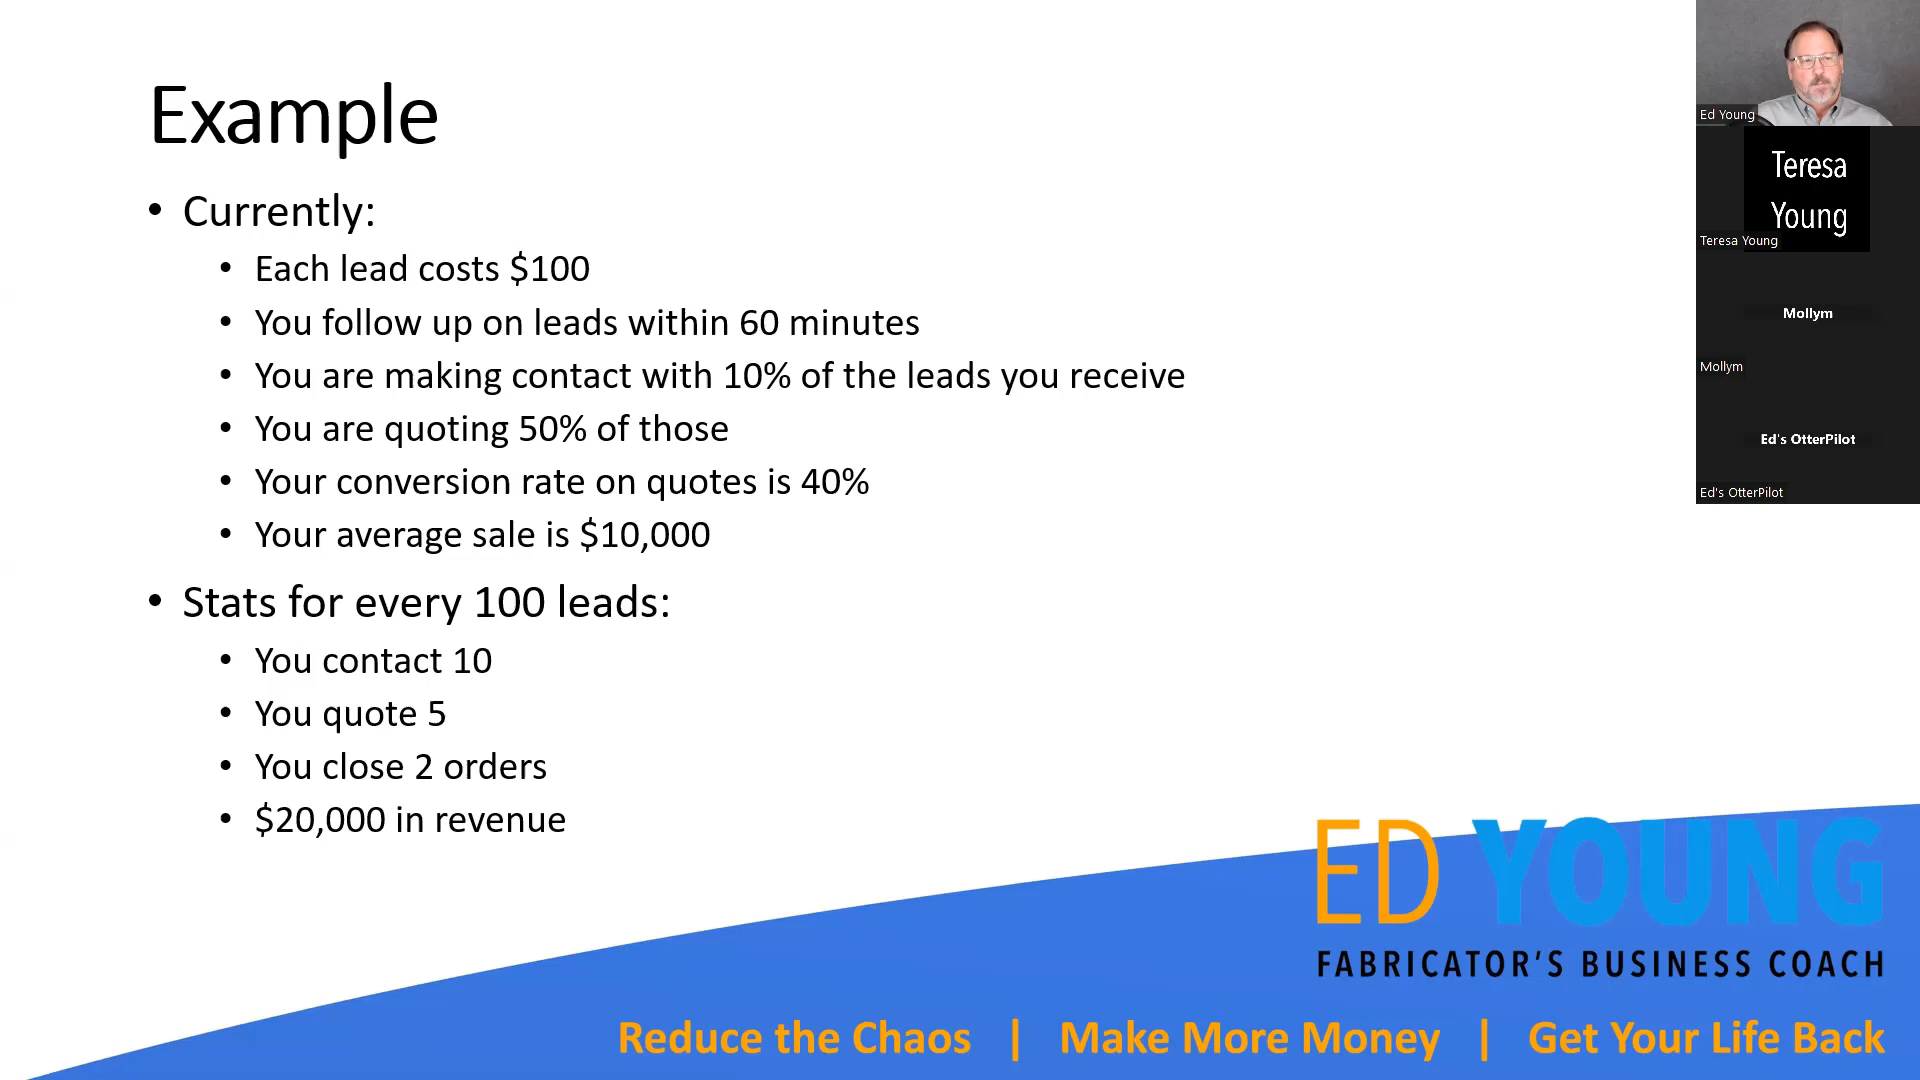 Example
• Currently:
• Each lead costs $100
• You follow up on leads within 60 minutes
• You are making contact with 10% of the leads you receive
• You are quoting 50% of those
• Your conversion rate on quotes is 40%
• Your average sale is $10,000
• Stats for every 100 leads:
• You contact 10
• You quote 5
• You close 2 orders
• $20,000 in revenue
Ed Young
Teresa
Young
Teresa Young
Mollym
Mollym
Ed's OtterPilot
Ed's OtterPilot
ED YOUNG
FABRICATOR'S BUSINESS COACH
Reduce the Chaos | Make More Money | Get Your Life Back